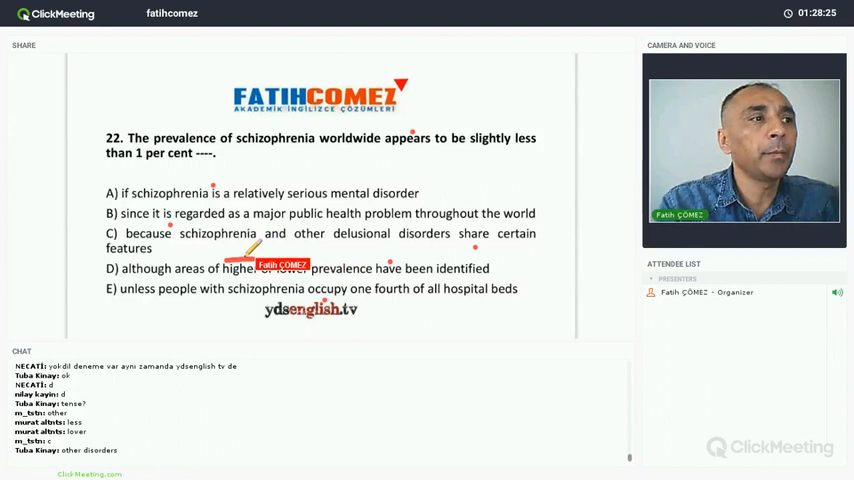 ClickMeeting
fatihcomez
01:28:25
SHARE
CAMERA AND VOICE
FATIHCOMEZ
AKADEMİK İNGİLİZCE ÇÖZÜMLERİ
22. The prevalence of schizophrenia worldwide appears to be slightly less
than 1 per cent ----.
A) if schizophrenia is a relatively serious mental disorder
B) since it is regarded as a major public health problem throughout the world
C) because schizophrenia and other delusional disorders share certain
features
D) although areas of higher or lower prevalence have been identified
E) unless people with schizophrenia occupy one fourth of all hospital beds
Fatih ÇÖMEZ
ydsenglish.tv
Fatih ÇÖMEZ
ATTENDEE LIST
PRESENTERS
Fatih ÇÖMEZ - Organizer
CHAT
NECATİ: yokdil deneme var aynı zamanda ydsenglish tv de
Tuba Kinay: ok
NECATİ: d
nilay kayin: d
Tuba Kinay: tense?
m_tstn: other
murat altnts: less
murat altnts: lover
m_tstn: c
Tuba Kinay: other disorders
ClickMeeting
ClickMeeting.com